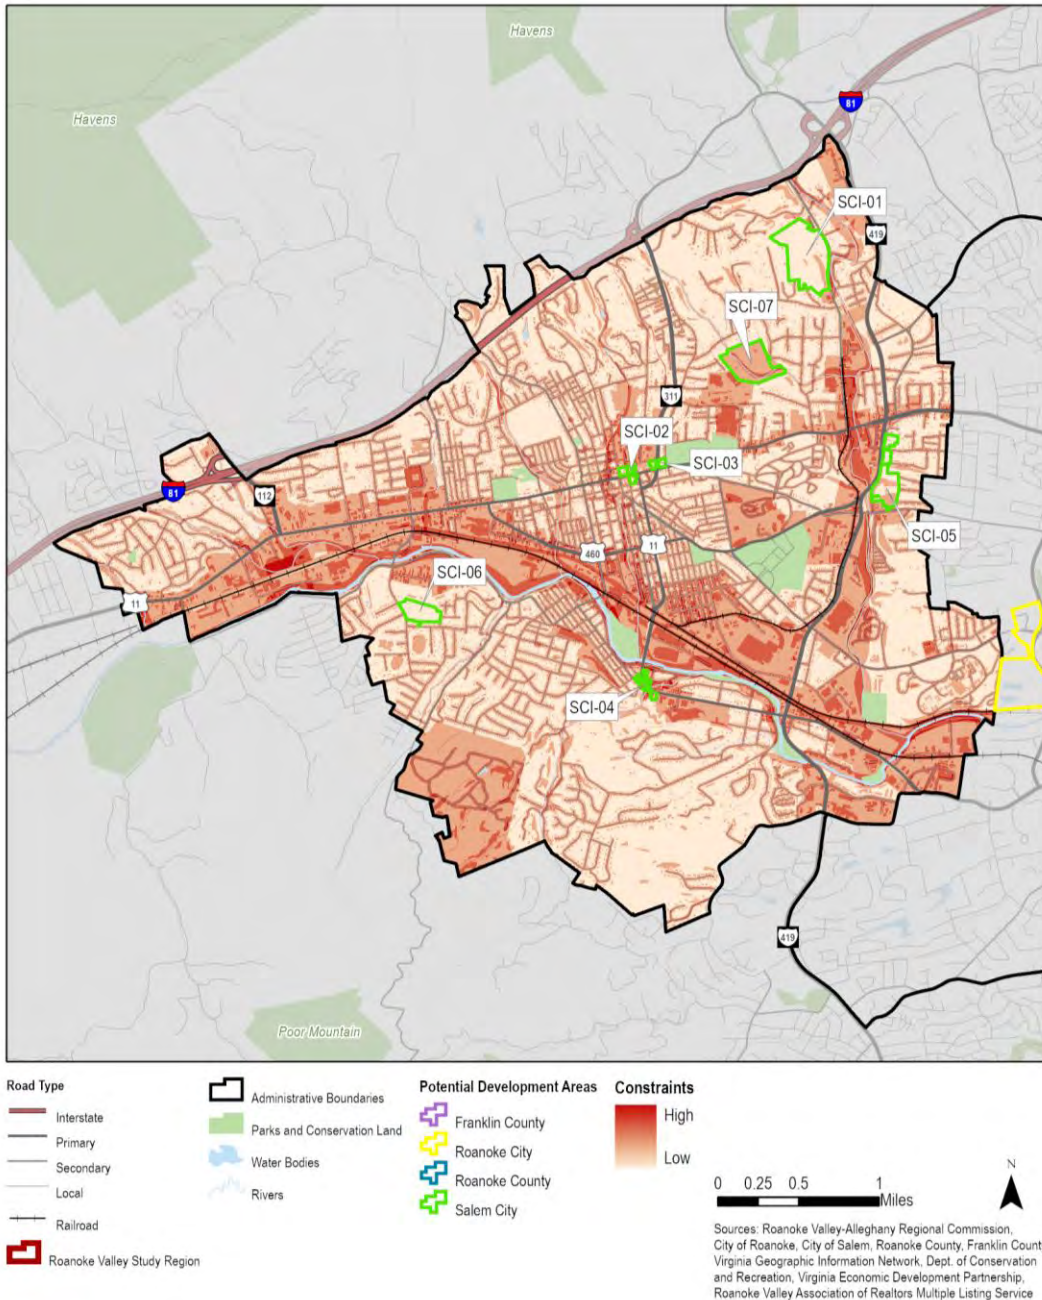 Havens
Havens
81
SCI-01
419
SCI-07
311
SCI-02
SCI-03
81
112
SCI-05
460
11
SCI-06
11
SCI-04
419
Poor Mountain
Road Type
Interstate
Primary
Secondary
Local
Railroad
Roanoke Valley Study Region
Administrative Boundaries
Parks and Conservation Land
Water Bodies
Rivers
Potential Development Areas
Franklin County
Roanoke City
Roanoke County
Salem City
Constraints
High
Low
0 0.25 0.5 1
Miles
N
Sources: Roanoke Valley-Alleghany Regional Commission,
City of Roanoke, City of Salem, Roanoke County, Franklin Count
Virginia Geographic Information Network, Dept. of Conservation
and Recreation, Virginia Economic Development Partnership,
Roanoke Valley Association of Realtors Multiple Listing Service